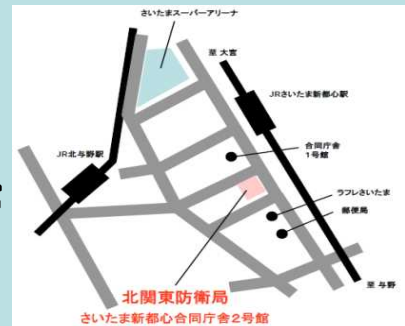 さいたまスーパーアリーナ
至 大宮
JRさいたま新都心駅
合同庁舎
1号館
JR北与野駅
ラフレさいたま
郵便局
至 与野
北関東防衛局
さいたま新都心合同庁舎2号館